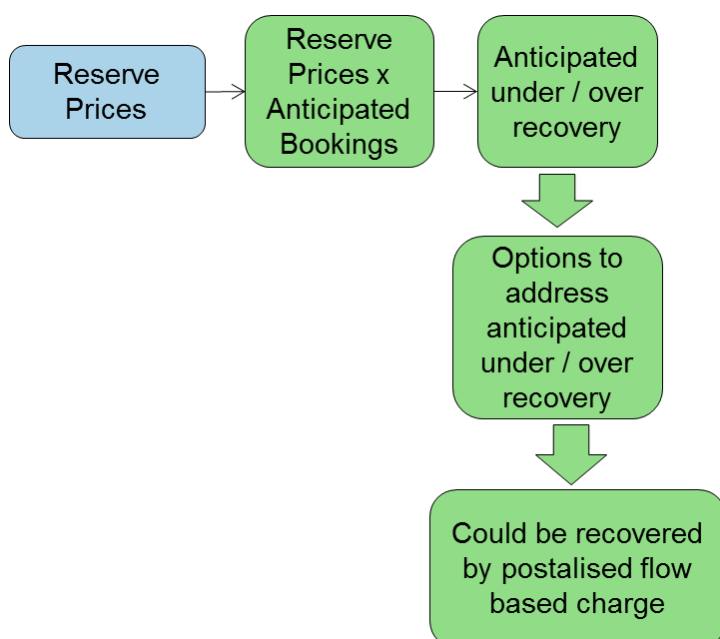 Reserve
Prices
Reserve
Prices x
Anticipated
Bookings
Anticipated
under / over
recovery
Options to
address
anticipated
under / over
recovery
Could be recovered
by postalised flow
based charge